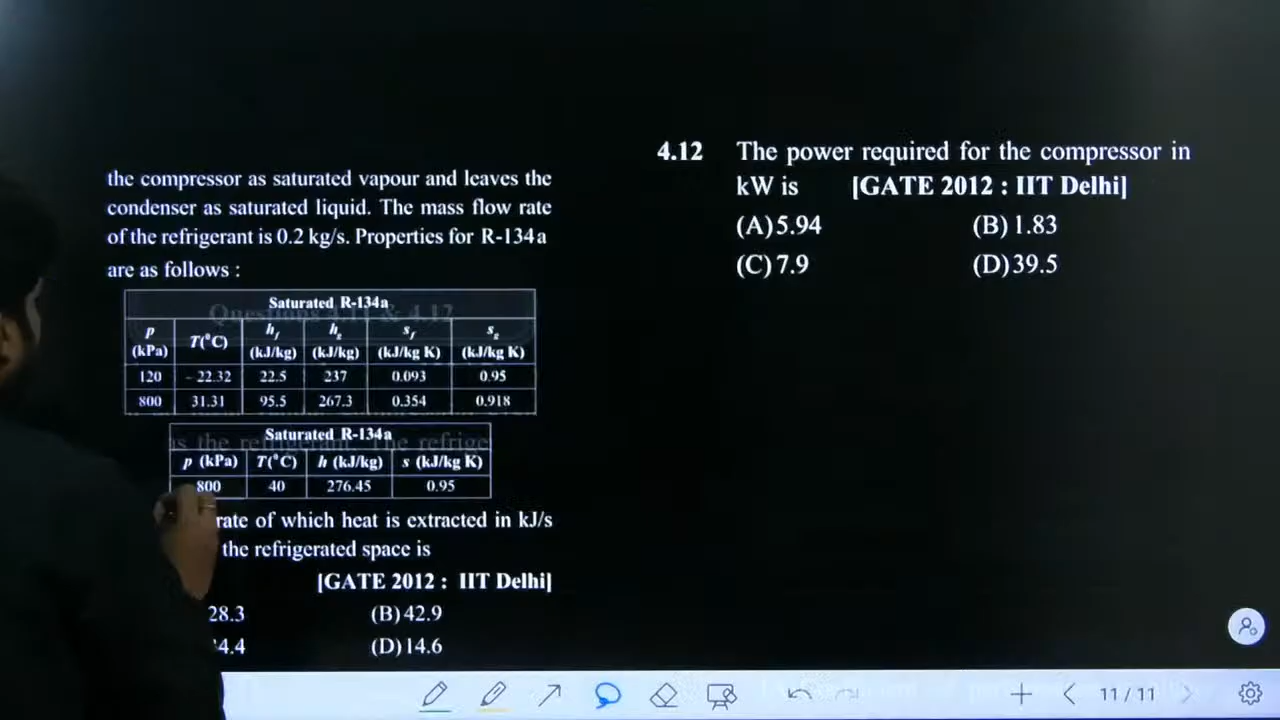 the compressor as saturated vapour and leaves the
condenser as saturated liquid. The mass flow rate
of the refrigerant is 0.2 kg/s. Properties for R-134a
are as follows :
Saturated R-134a
p (kPa) T(°C) h_f (kJ/kg) h_g (kJ/kg) s_f (kJ/kg K) s_g (kJ/kg K)
120 - 22.32 22.5 237 0.093 0.95
800 31.31 95.5 267.3 0.354 0.918
Saturated R-134a
p (kPa) T(°C) h (kJ/kg) s (kJ/kg K)
800 40 276.45 0.95
rate of which heat is extracted in kJ/s
the refrigerated space is
[GATE 2012 : IIT Delhi]
28.3 (B) 42.9
4.4 (D) 14.6
4.12 The power required for the compressor in
kW is [GATE 2012 : IIT Delhi]
(A) 5.94 (B) 1.83
(C) 7.9 (D) 39.5
11 / 11